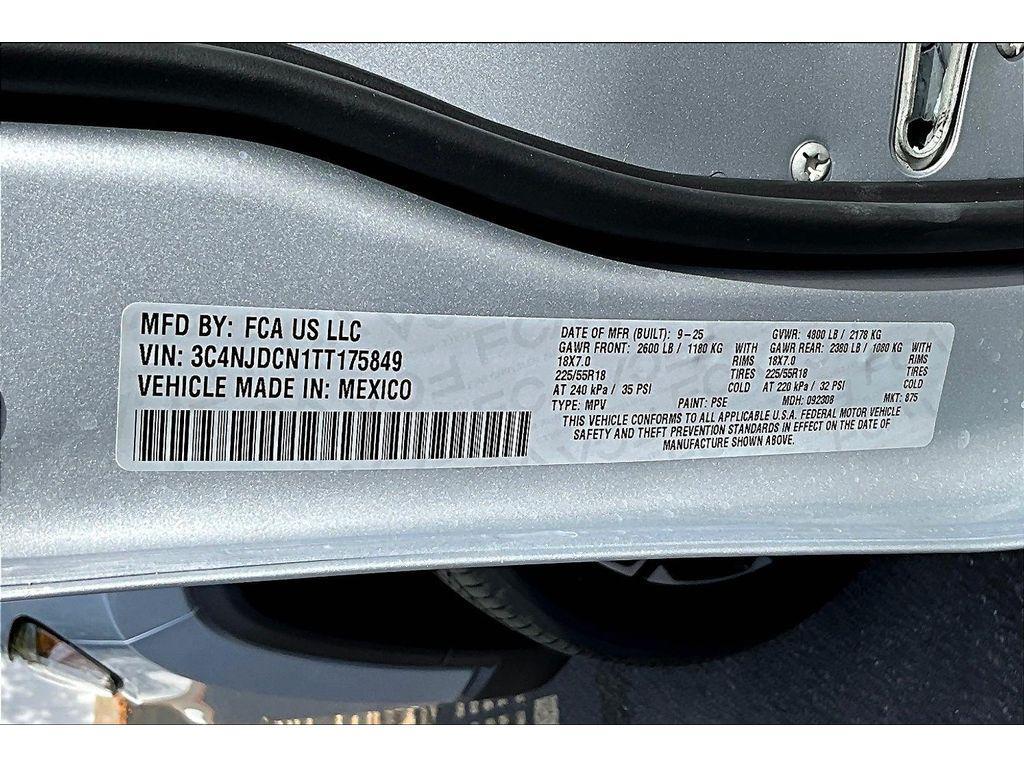 MFD BY: FCA US LLC
VIN: 3C4NJDCN1TT175849
VEHICLE MADE IN: MEXICO
DATE OF MFR (BUILT): 9-25 GVWR: 4800 LB / 2178 KG
GAWR FRONT: 2600 LB / 1180 KG WITH GAWR REAR: 2380 LB / 1080 KG WITH
18X7.0 RIMS 18X7.0 RIMS
225/55R18 TIRES 225/55R18 TIRES
AT 240 kPa / 35 PSI COLD AT 220 kPa / 32 PSI COLD
TYPE: MPV PAINT: PSE MDH: 092308 MKT: 875
THIS VEHICLE CONFORMS TO ALL APPLICABLE U.S.A. FEDERAL MOTOR VEHICLE
SAFETY AND THEFT PREVENTION STANDARDS IN EFFECT ON THE DATE OF
MANUFACTURE SHOWN ABOVE.